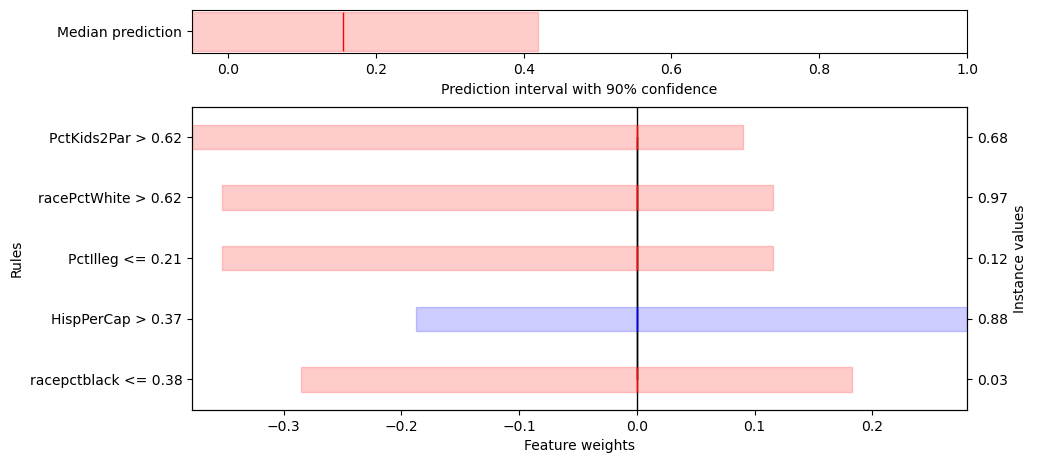 Median prediction
0.0 0.2 0.4 0.6 0.8 1.0
Prediction interval with 90% confidence
PctKids2Par > 0.62 0.68
racePctWhite > 0.62 0.97
PctIlleg <= 0.21 0.12
HispPerCap > 0.37 0.88
racepctblack <= 0.38 0.03
Rules
Instance values
−0.3 −0.2 −0.1 0.0 0.1 0.2
Feature weights